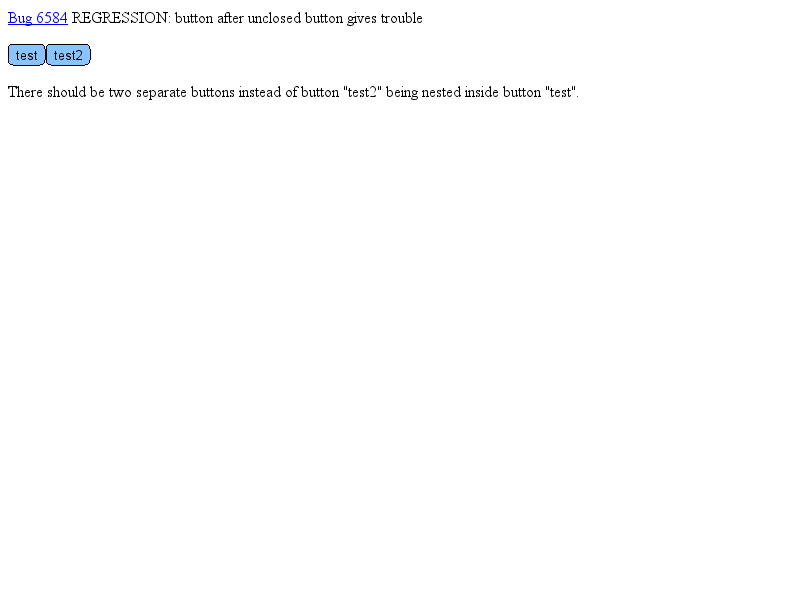 Bug 6584 REGRESSION: button after unclosed button gives trouble
test test2
There should be two separate buttons instead of button "test2" being nested inside button "test".